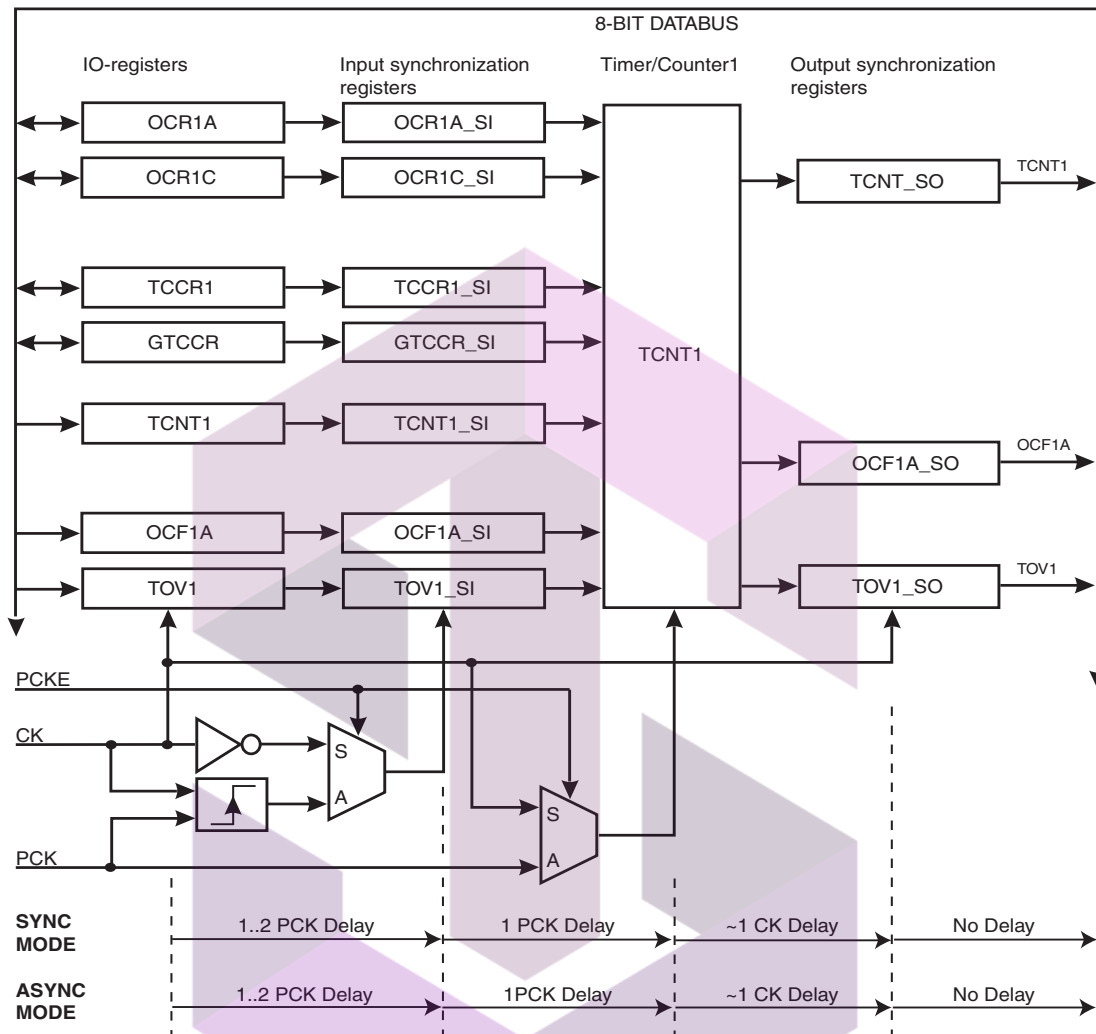 8-BIT DATABUS
IO-registers
Input synchronization
registers
Timer/Counter1
Output synchronization
registers
OCR1A
OCR1A_SI
OCR1C
OCR1C_SI
TCNT_SO
TCNT1
TCCR1
TCCR1_SI
GTCCR
GTCCR_SI
TCNT1
TCNT1
TCNT1_SI
OCF1A_SO
OCF1A
OCF1A
OCF1A_SI
TOV1
TOV1_SI
TOV1_SO
TOV1
PCKE
CK
S
A
S
A
PCK
SYNC
MODE
1..2 PCK Delay
1 PCK Delay
~1 CK Delay
No Delay
ASYNC
MODE
1..2 PCK Delay
1PCK Delay
~1 CK Delay
No Delay